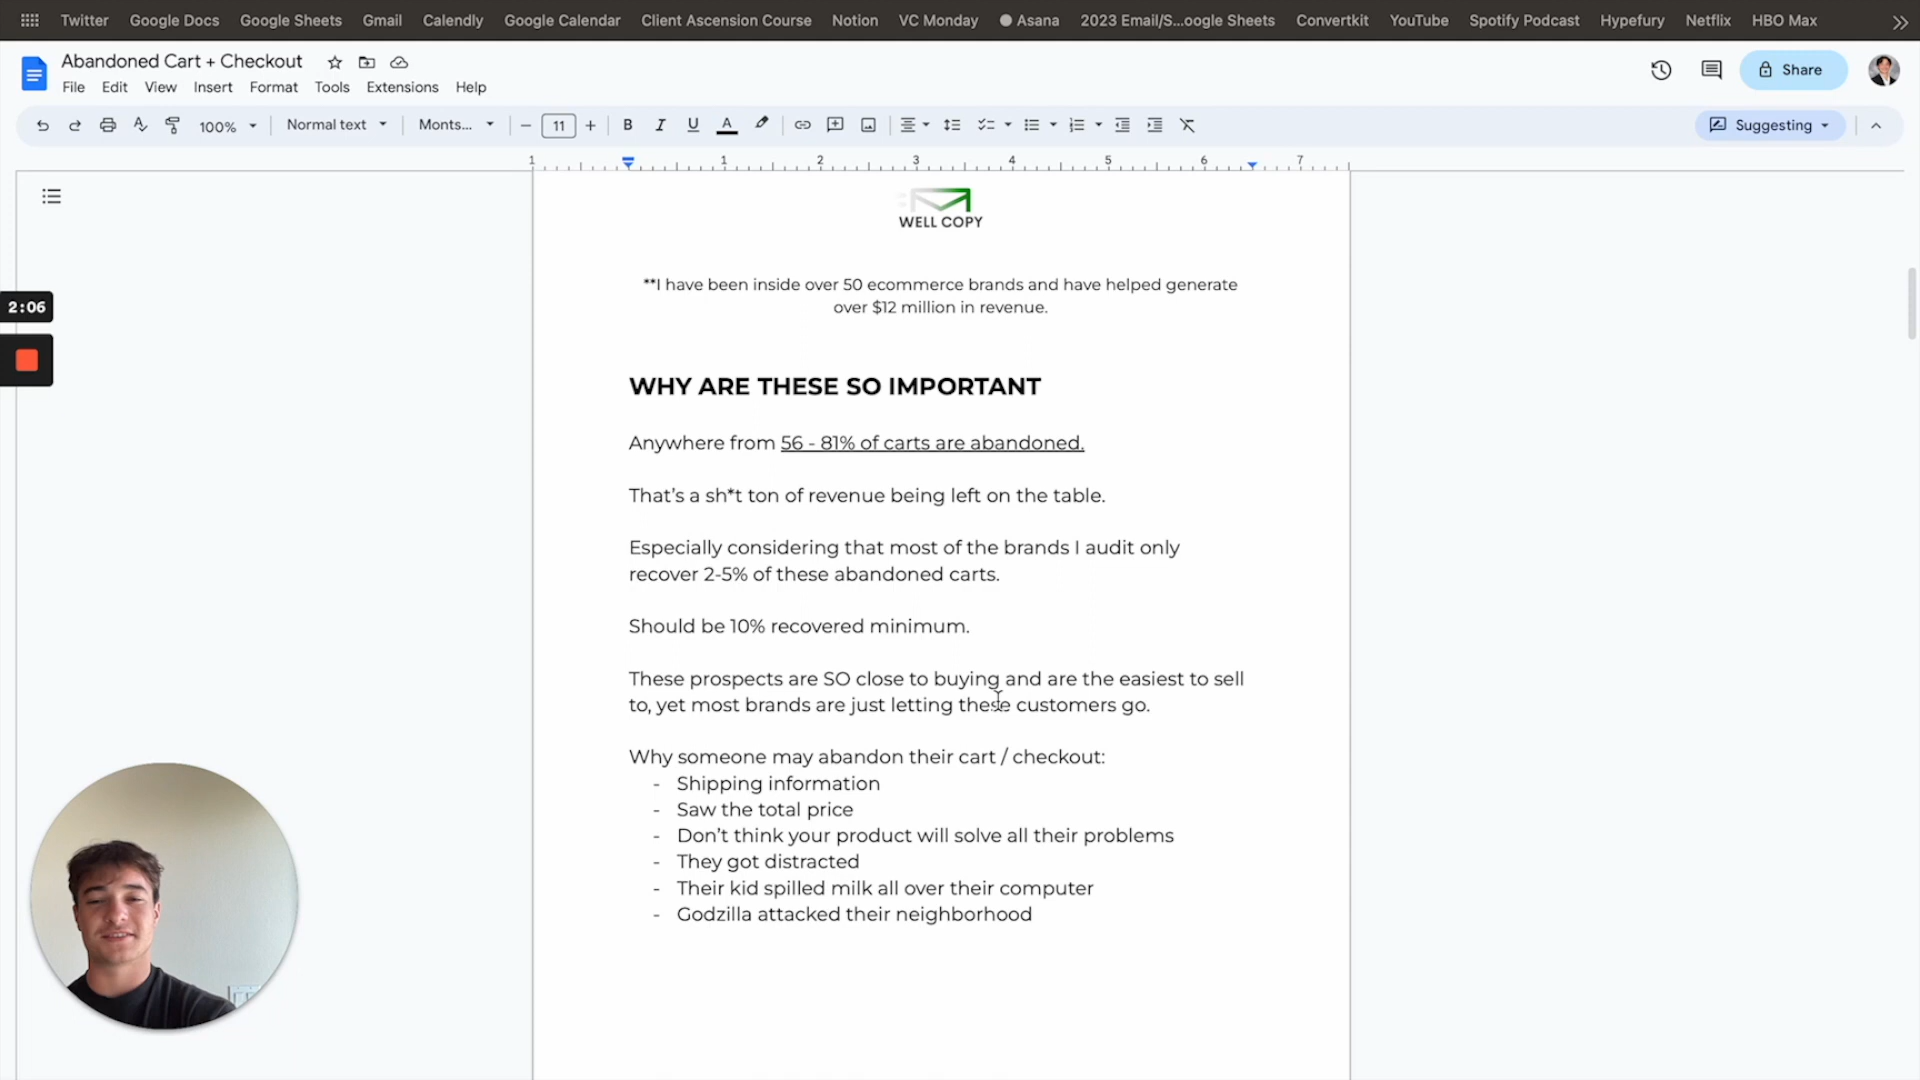 Twitter Google Docs Google Sheets Gmail Calendly Google Calendar Client Ascension Course Notion VC Monday Asana 2023 Email/S...oogle Sheets Convertkit YouTube Spotify Podcast Hypefury Netflix HBO Max
Abandoned Cart + Checkout
Share
File Edit View Insert Format Tools Extensions Help
100% Normal text Monts... 11 B I U A Suggesting
1 1 2 3 4 5 6 7
WELL COPY
**I have been inside over 50 ecommerce brands and have helped generate
over $12 million in revenue.
2:06
WHY ARE THESE SO IMPORTANT
Anywhere from 56 - 81% of carts are abandoned.
That's a sh*t ton of revenue being left on the table.
Especially considering that most of the brands I audit only
recover 2-5% of these abandoned carts.
Should be 10% recovered minimum.
These prospects are SO close to buying and are the easiest to sell
to, yet most brands are just letting these customers go.
Why someone may abandon their cart / checkout:
- Shipping information
- Saw the total price
- Don't think your product will solve all their problems
- They got distracted
- Their kid spilled milk all over their computer
- Godzilla attacked their neighborhood